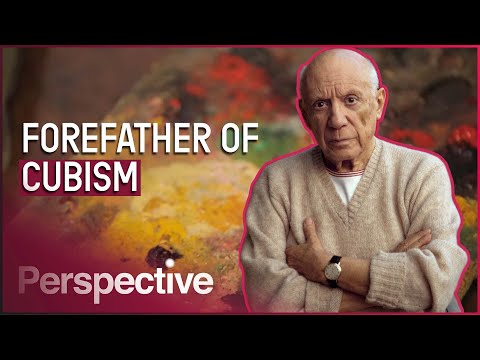 FOREFATHER OF
CUBISM
Perspective